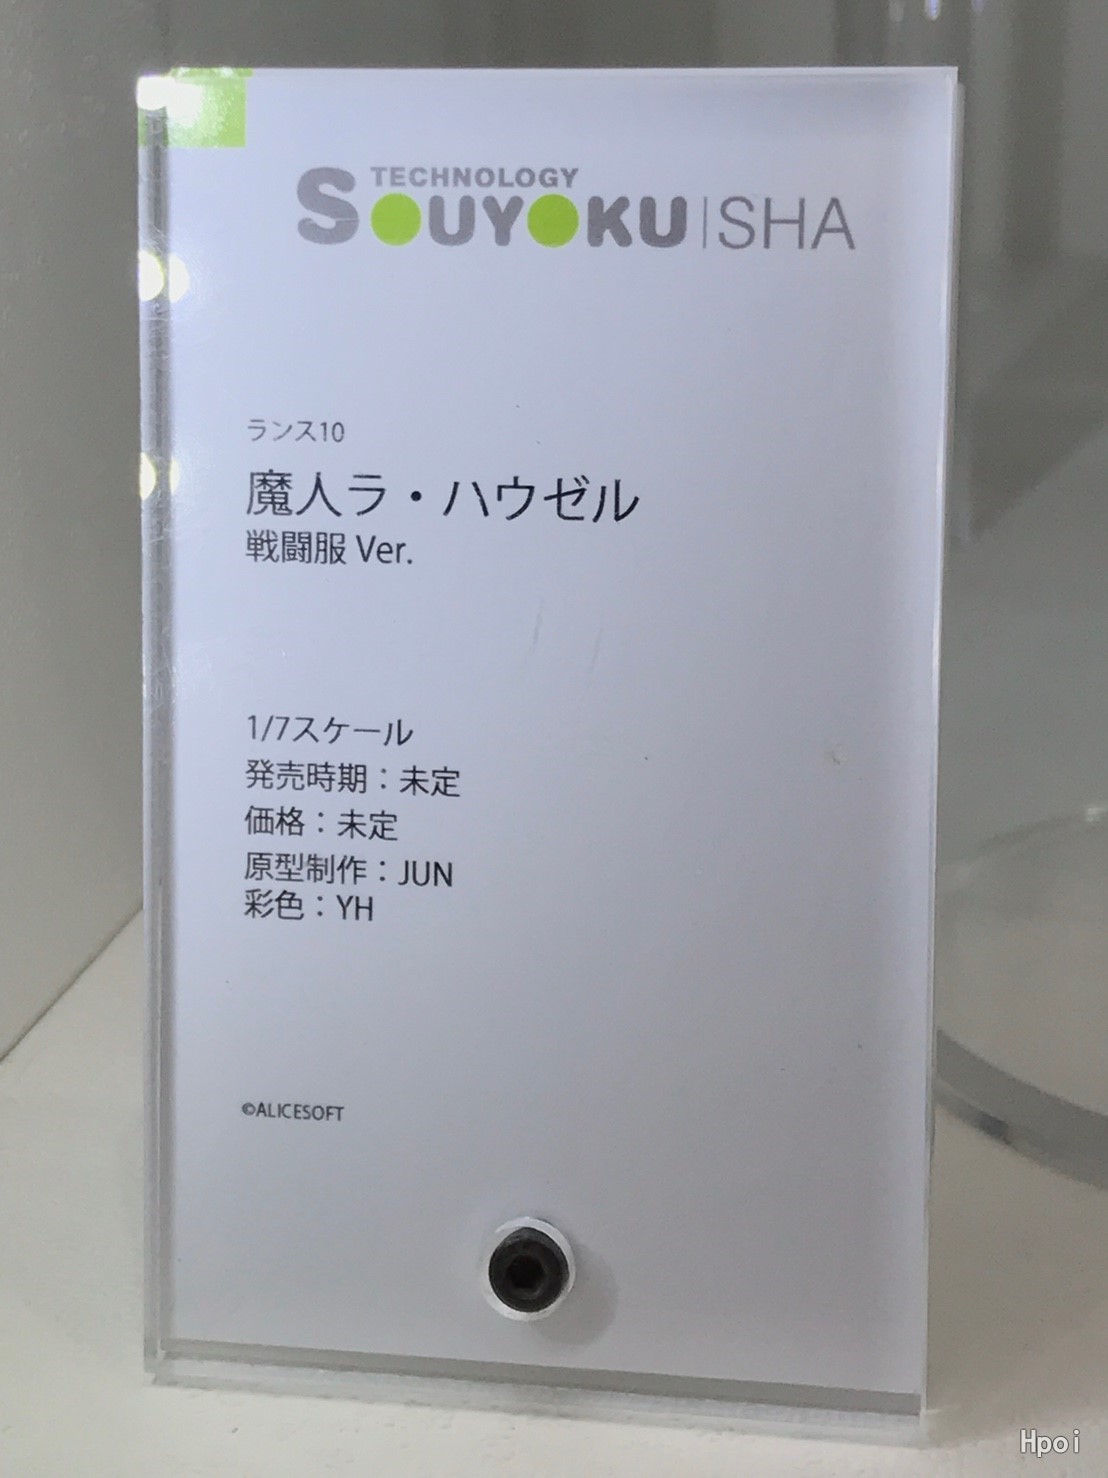 TECHNOLOGY
SOUYOKU|SHA
ランス10
魔人ラ・ハウゼル
戦闘服 Ver.
1/7スケール
発売時期：未定
価格：未定
原型制作：JUN
彩色：YH
©ALICESOFT
Hpoi